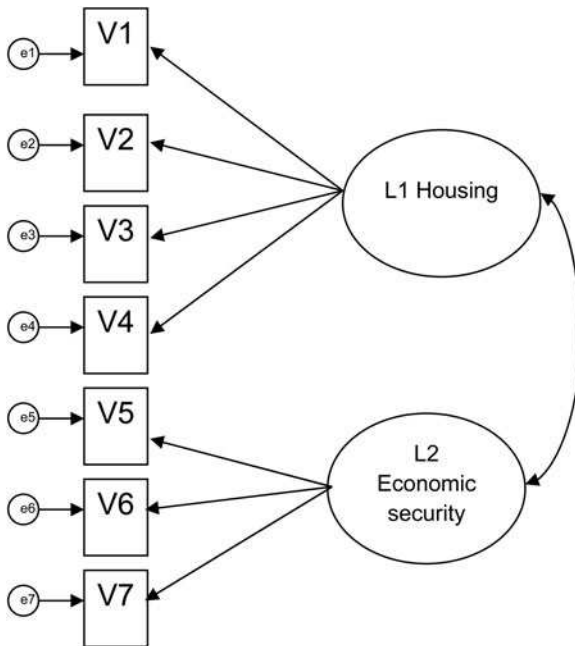 e1
V1
e2
V2
L1 Housing
e3
V3
e4
V4
e5
V5
L2
Economic
security
e6
V6
e7
V7